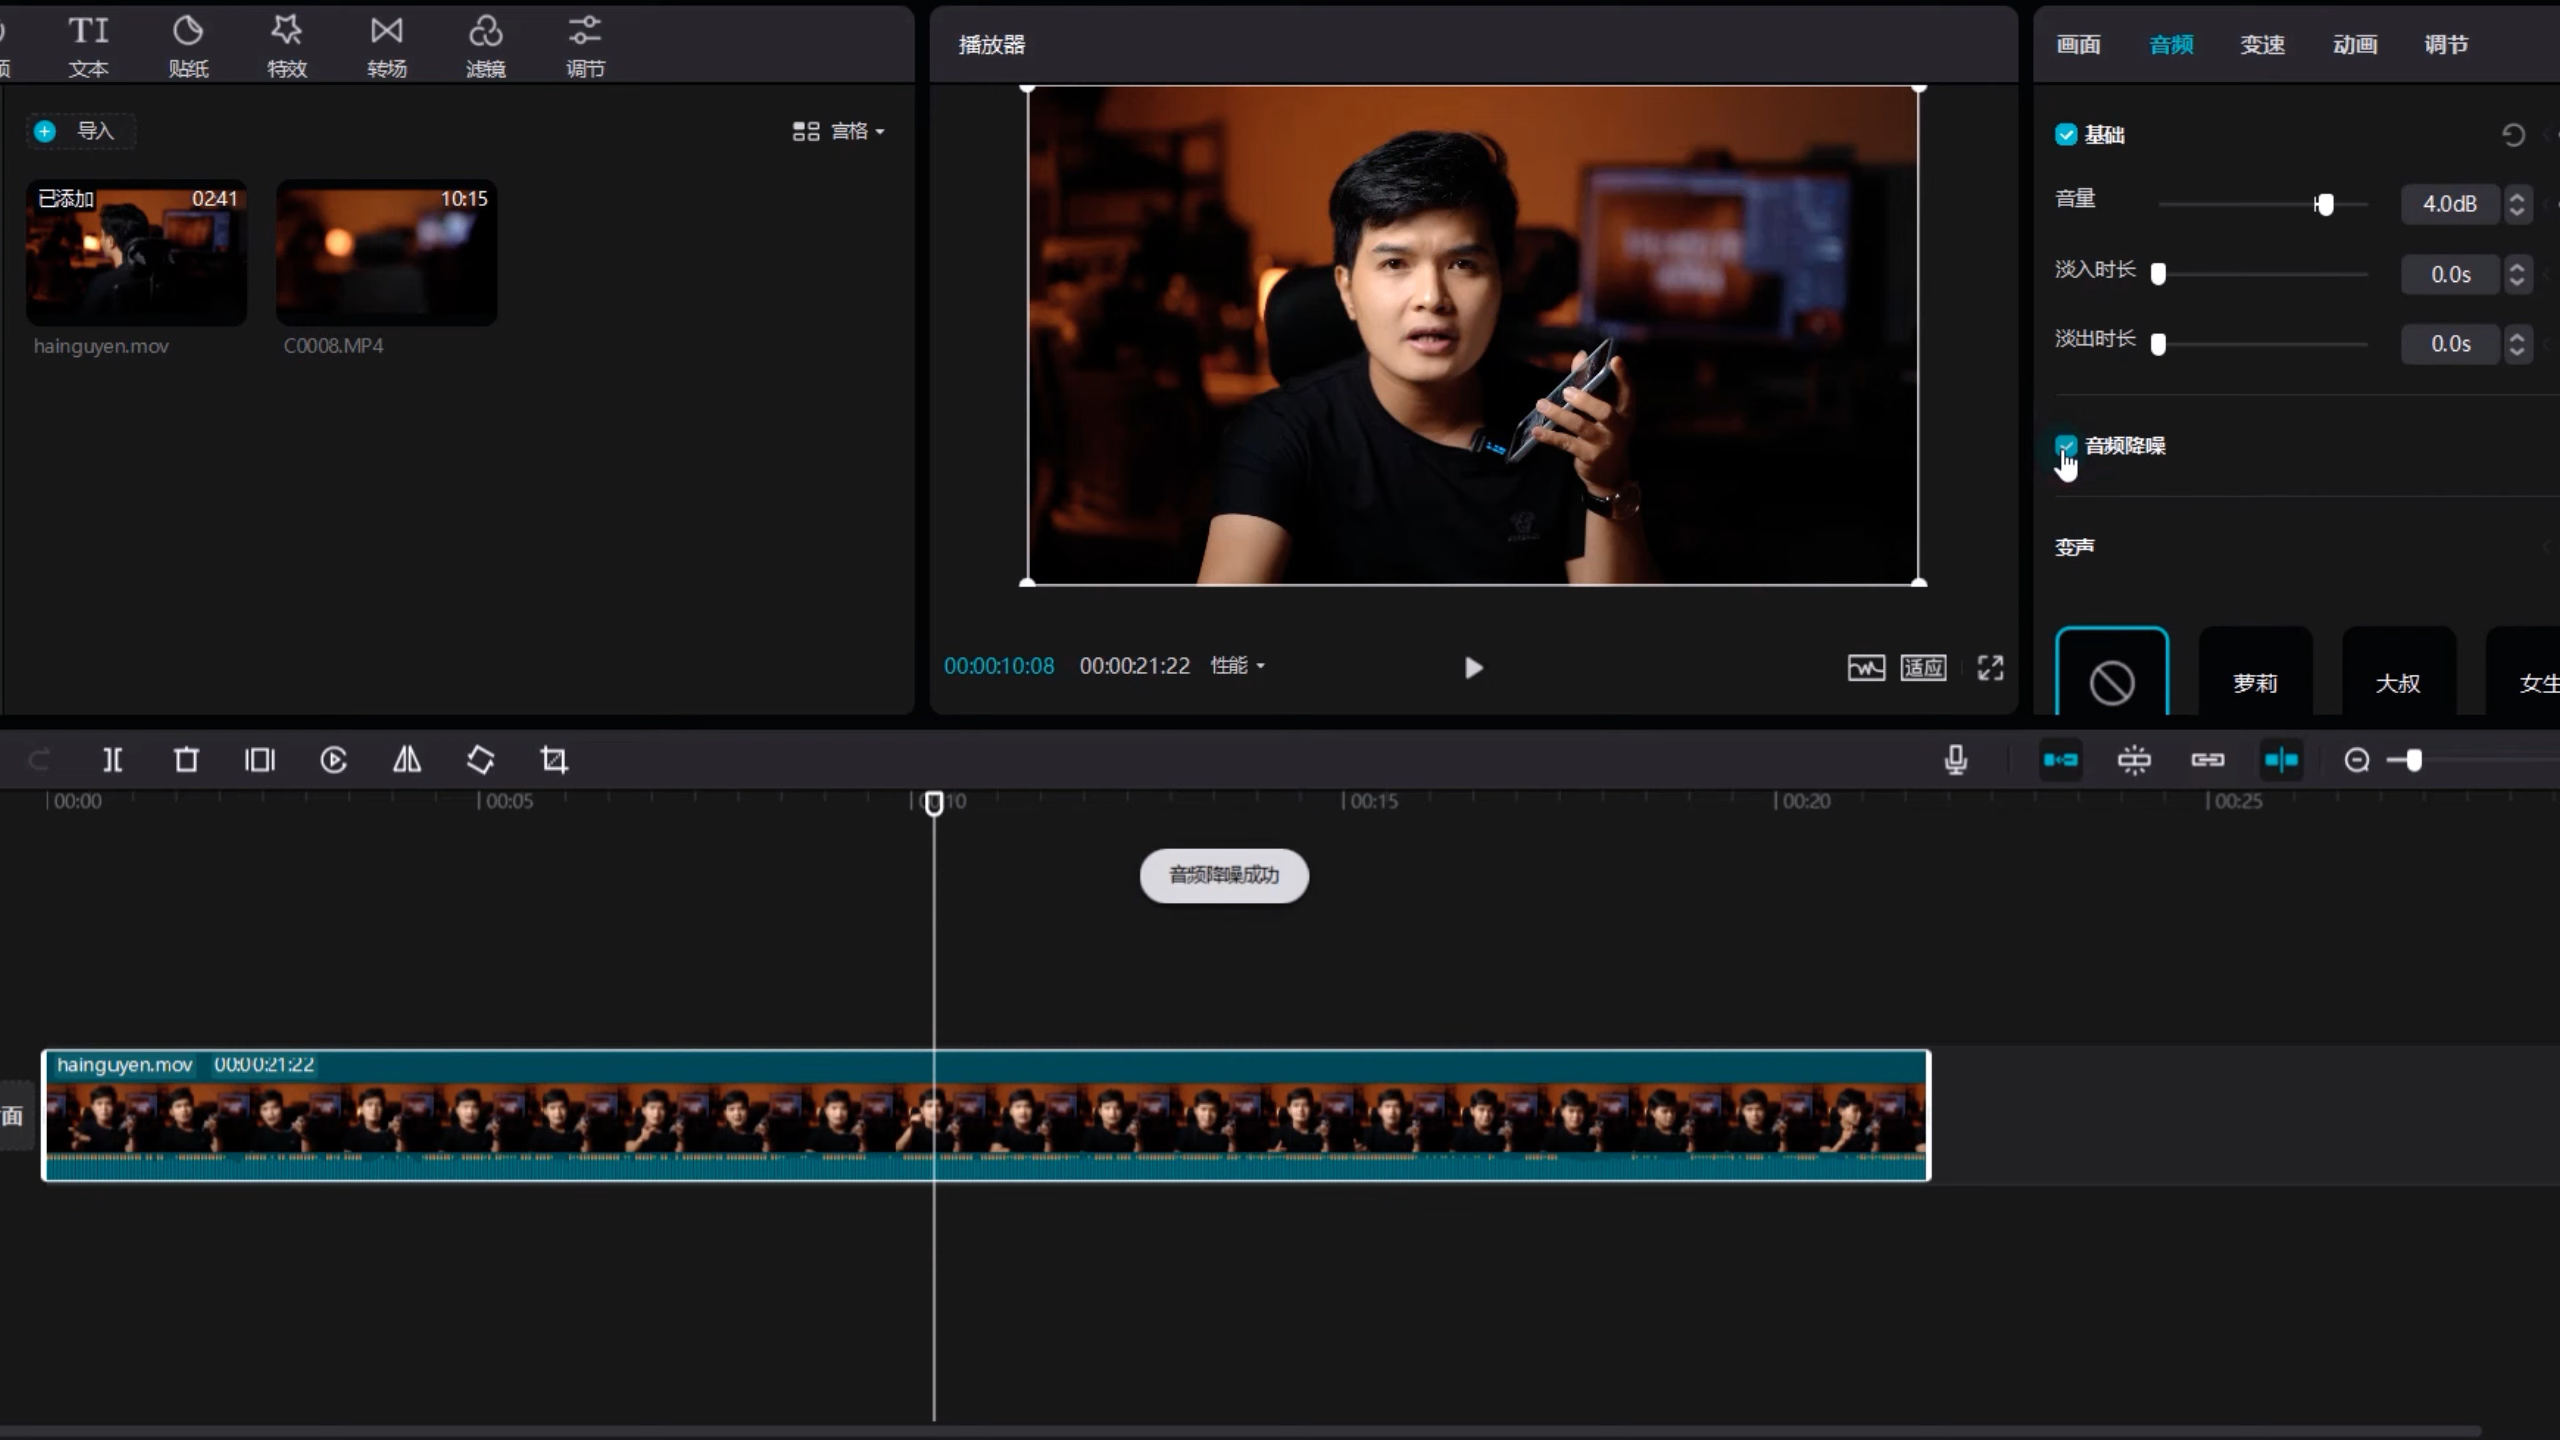 文本
贴纸
特效
转场
滤镜
调节
导入
宫格
已添加 02:41
10:15
hainguyen.mov
C0008.MP4
播放器
00:00:10:08 00:00:21:22 性能
适应
画面 音频 变速 动画 调节
基础
音量 4.0dB
淡入时长 0.0s
淡出时长 0.0s
音频降噪
变声
萝莉
大叔
女生
00:00 00:05 00:10 00:15 00:20 00:25
音频降噪成功
hainguyen.mov 00:00:21:22
面